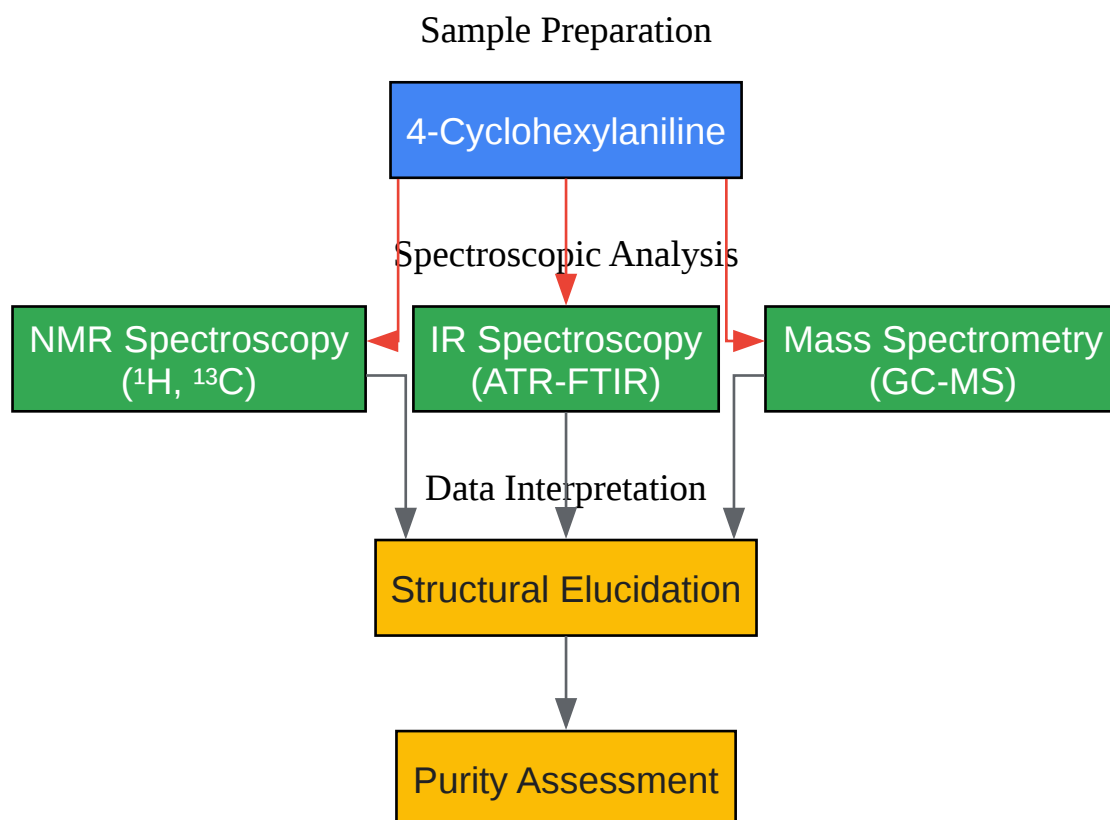 Sample Preparation
4-Cyclohexylaniline
Spectroscopic Analysis
NMR Spectroscopy
(¹H, ¹³C)
IR Spectroscopy
(ATR-FTIR)
Mass Spectrometry
(GC-MS)
Data Interpretation
Structural Elucidation
Purity Assessment